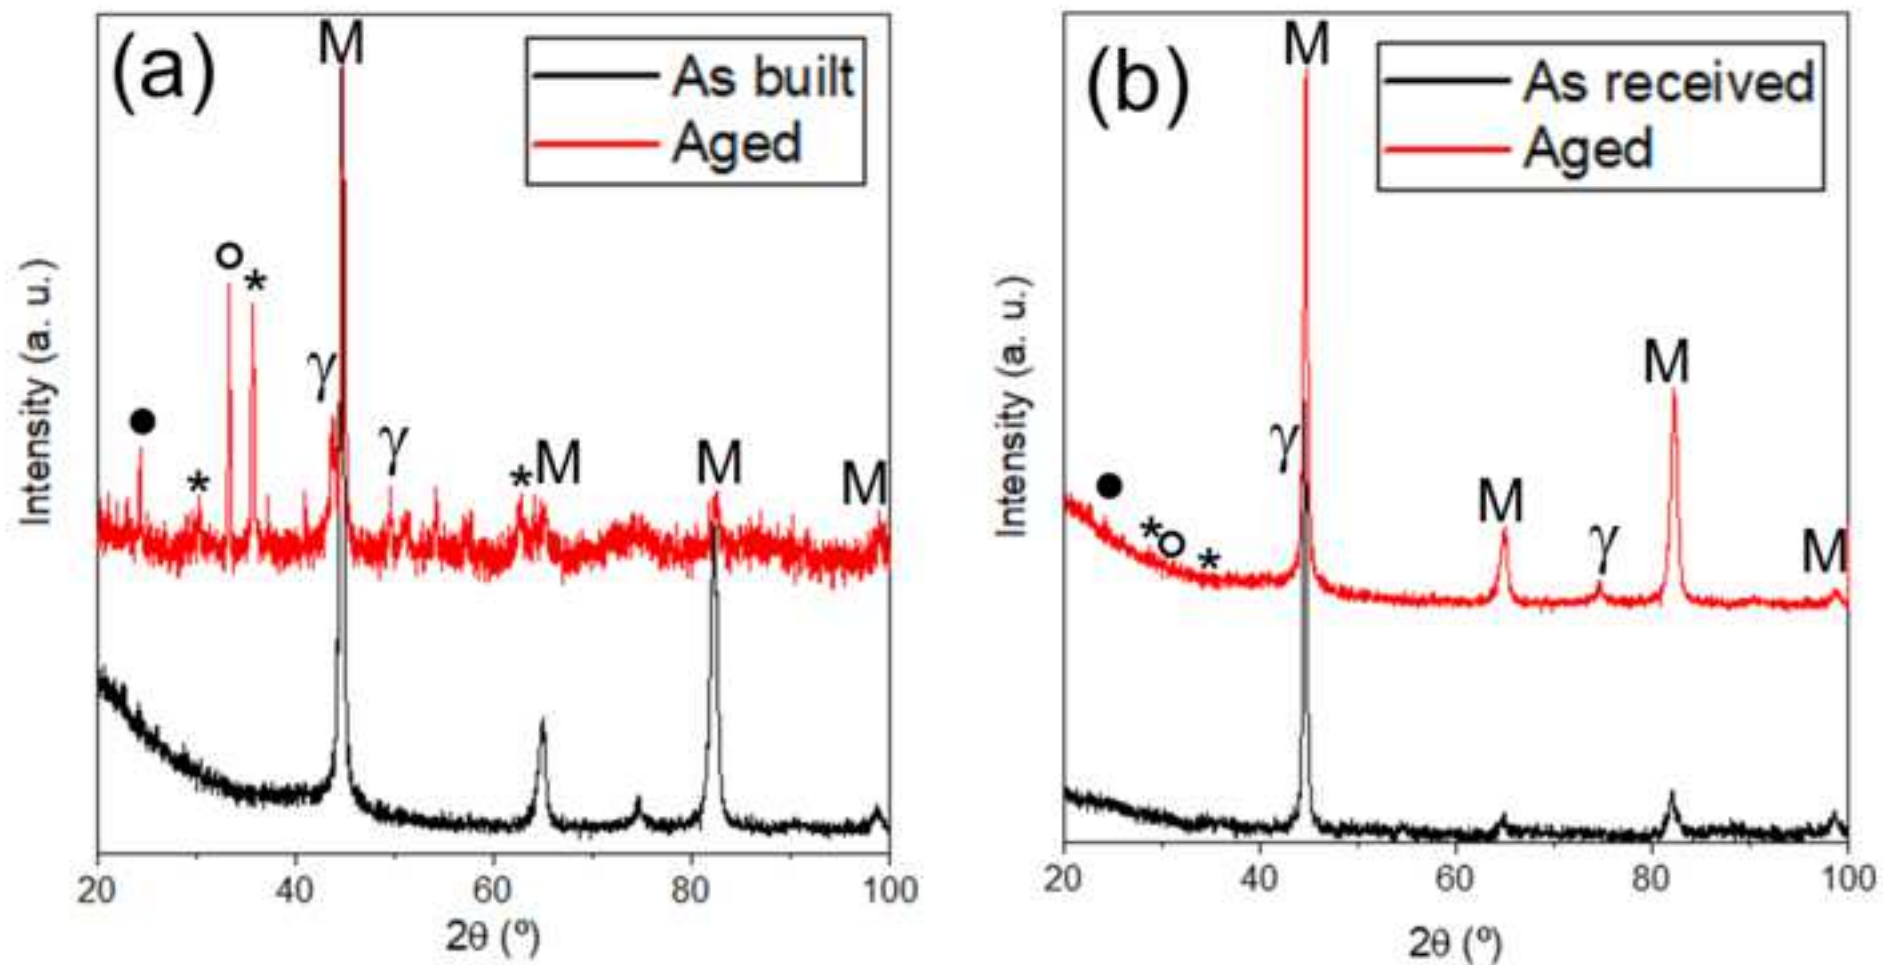 (a)
M
As built
Aged
○
*
●
*
γ
γ
*
M
M
M
Intensity (a. u.)
20
40
60
80
100
2θ (º)
(b)
M
As received
Aged
●
*
○
*
γ
M
γ
M
M
Intensity (a. u.)
20
40
60
80
100
2θ (º)